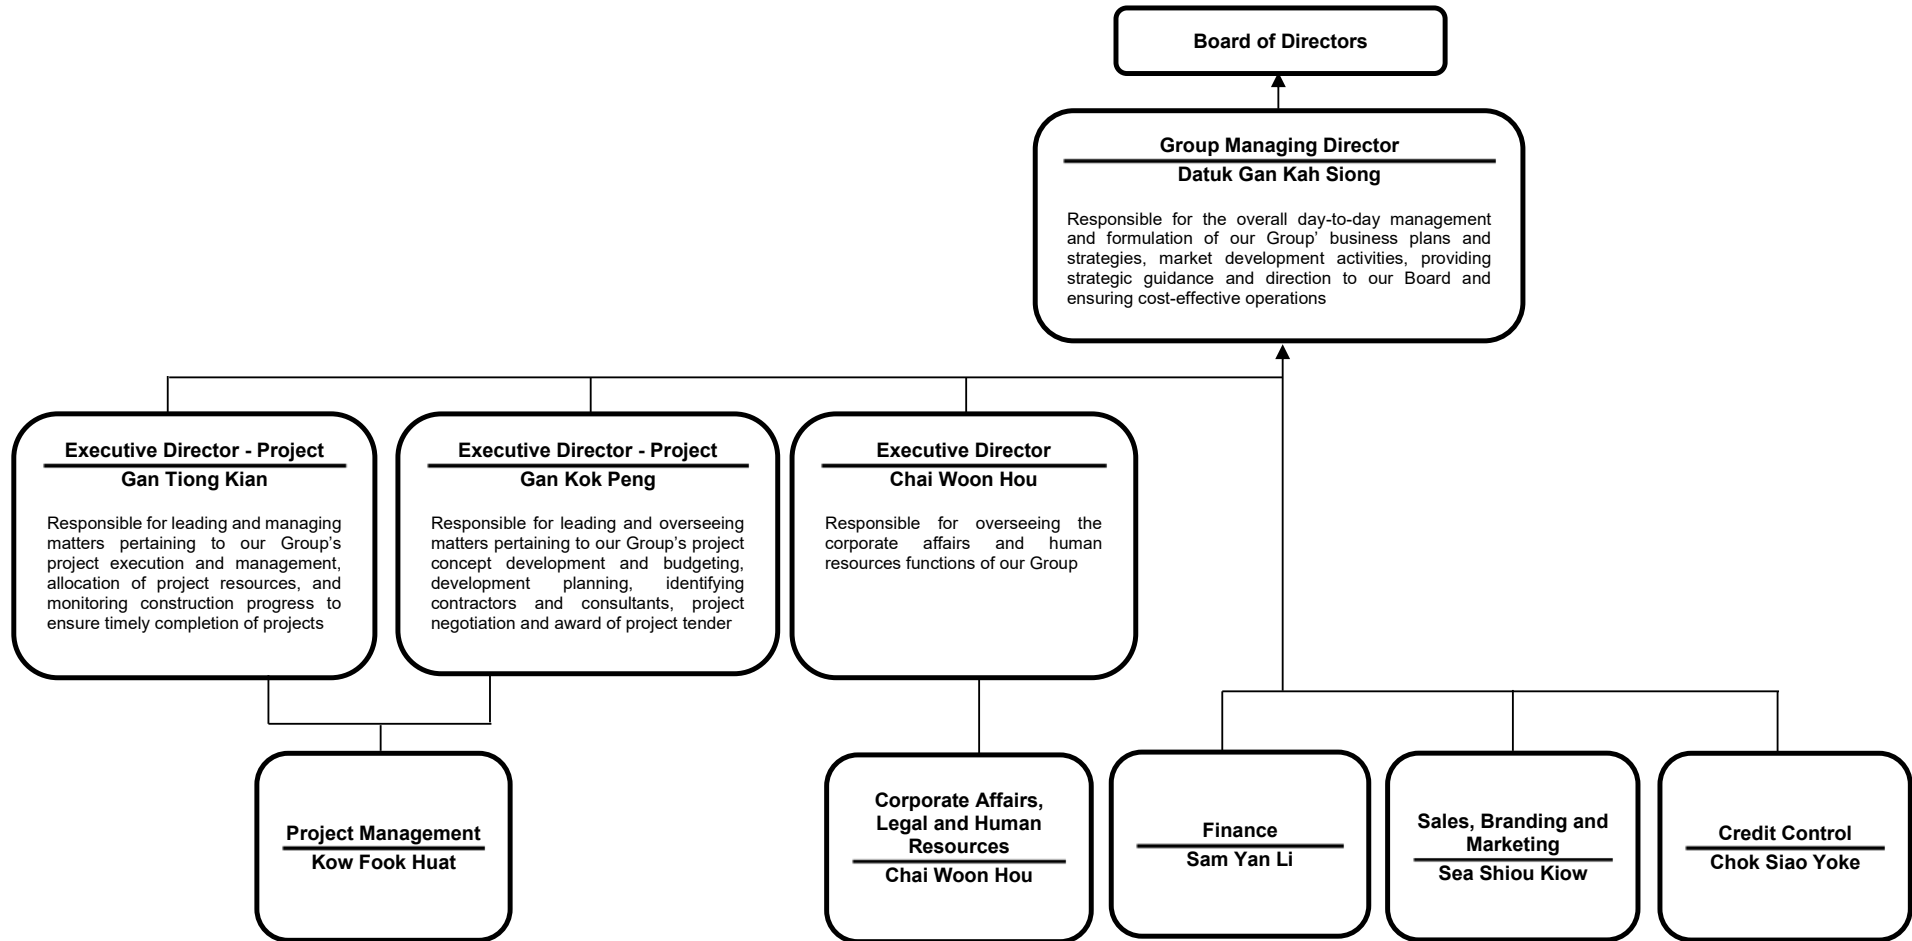 Board of Directors
Group Managing Director
Datuk Gan Kah Siong
Responsible for the overall day-to-day management
and formulation of our Group' business plans and
strategies, market development activities, providing
strategic guidance and direction to our Board and
ensuring cost-effective operations
Executive Director - Project
Gan Tiong Kian
Responsible for leading and managing
matters pertaining to our Group's
project execution and management,
allocation of project resources, and
monitoring construction progress to
ensure timely completion of projects
Executive Director - Project
Gan Kok Peng
Responsible for leading and overseeing
matters pertaining to our Group's project
concept development and budgeting,
development planning, identifying
contractors and consultants, project
negotiation and award of project tender
Executive Director
Chai Woon Hou
Responsible for overseeing the
corporate affairs and human
resources functions of our Group
Project Management
Kow Fook Huat
Corporate Affairs,
Legal and Human
Resources
Chai Woon Hou
Finance
Sam Yan Li
Sales, Branding and
Marketing
Sea Shiou Kiow
Credit Control
Chok Siao Yoke